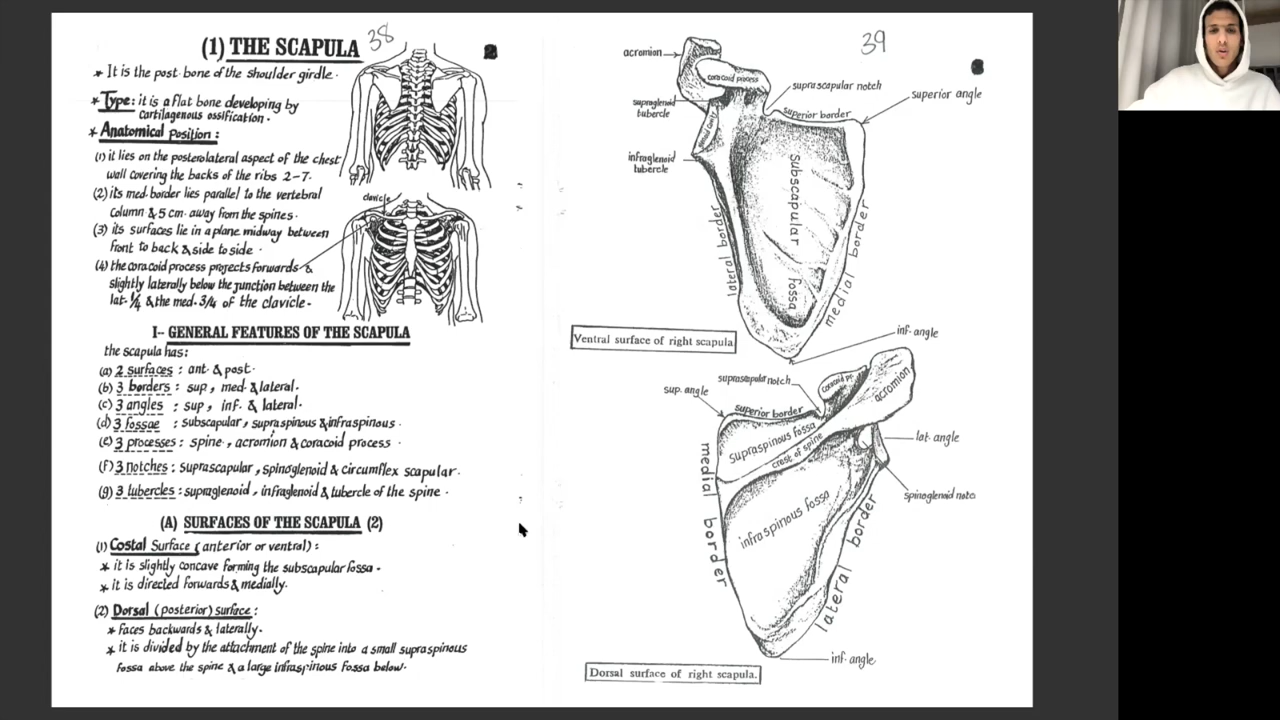 38
(1) THE SCAPULA
* It is the post. bone of the shoulder girdle.
* Type: it is a flat bone developing by
cartilagenous ossification.
* Anatomical position:
(1) it lies on the posterolateral aspect of the chest
wall covering the backs of the ribs 2-7.
(2) its med. border lies parallel to the vertebral
column & 5 cm. away from the spines.
(3) its surfaces lie in a plane midway between
front to back & side to side.
(4) the coracoid process projects forwards &
slightly laterally below the junction between the
lat. 1/4 & the med. 3/4 of the clavicle.
clavicle
I-- GENERAL FEATURES OF THE SCAPULA
the scapula has:
(a) 2 surfaces: ant. & post.
(b) 3 borders: sup, med. & lateral.
(c) 3 angles: sup, inf. & lateral.
(d) 3 fossae: subscapular, supraspinous & infraspinous.
(e) 3 processes: spine, acromion & coracoid process.
(f) 3 notches: suprascapular, spinoglenoid & circumflex scapular.
(g) 3 tubercles: supraglenoid, infraglenoid & tubercle of the spine.
(A) SURFACES OF THE SCAPULA (2)
(1) Costal Surface (anterior or ventral):
* it is slightly concave forming the subscapular fossa.
* it is directed forwards & medially.
(2) Dorsal (posterior) surface:
* faces backwards & laterally.
* it is divided by the attachment of the spine into a small supraspinous
fossa above the spine & a large infraspinous fossa below.
39
acromion
coracoid process
suprascapular notch
superior angle
supraglenoid
tubercle
superior border
infraglenoid
tubercle
Subscapular fossa
lateral border
medial border
Ventral surface of right scapula
inf. angle
suprascapular notch
coracoid pr.
acromion
sup. angle
superior border
supraspinous fossa
crest of spine
lat. angle
medial border
infraspinous fossa
spinoglenoid notc
lateral border
inf. angle
Dorsal surface of right scapula.